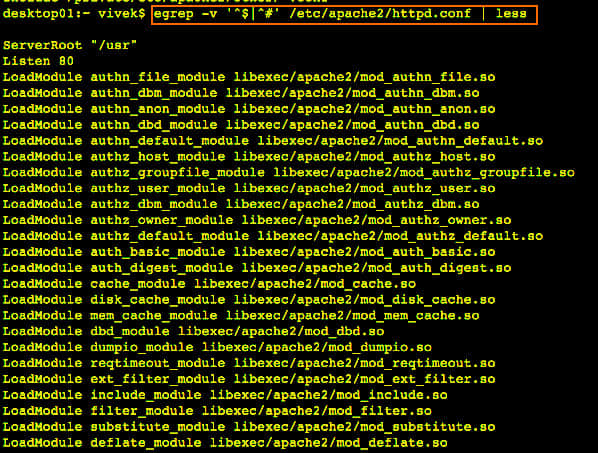 desktop01:~ vivek$ egrep -v '^$|^#' /etc/apache2/httpd.conf | less
ServerRoot "/usr"
Listen 80
LoadModule authn_file_module libexec/apache2/mod_authn_file.so
LoadModule authn_dbm_module libexec/apache2/mod_authn_dbm.so
LoadModule authn_anon_module libexec/apache2/mod_authn_anon.so
LoadModule authn_dbd_module libexec/apache2/mod_authn_dbd.so
LoadModule authn_default_module libexec/apache2/mod_authn_default.so
LoadModule authz_host_module libexec/apache2/mod_authz_host.so
LoadModule authz_groupfile_module libexec/apache2/mod_authz_groupfile.so
LoadModule authz_user_module libexec/apache2/mod_authz_user.so
LoadModule authz_dbm_module libexec/apache2/mod_authz_dbm.so
LoadModule authz_owner_module libexec/apache2/mod_authz_owner.so
LoadModule authz_default_module libexec/apache2/mod_authz_default.so
LoadModule auth_basic_module libexec/apache2/mod_auth_basic.so
LoadModule auth_digest_module libexec/apache2/mod_auth_digest.so
LoadModule cache_module libexec/apache2/mod_cache.so
LoadModule disk_cache_module libexec/apache2/mod_disk_cache.so
LoadModule mem_cache_module libexec/apache2/mod_mem_cache.so
LoadModule dbd_module libexec/apache2/mod_dbd.so
LoadModule dumpio_module libexec/apache2/mod_dumpio.so
LoadModule reqtimeout_module libexec/apache2/mod_reqtimeout.so
LoadModule ext_filter_module libexec/apache2/mod_ext_filter.so
LoadModule include_module libexec/apache2/mod_include.so
LoadModule filter_module libexec/apache2/mod_filter.so
LoadModule substitute_module libexec/apache2/mod_substitute.so
LoadModule deflate_module libexec/apache2/mod_deflate.so